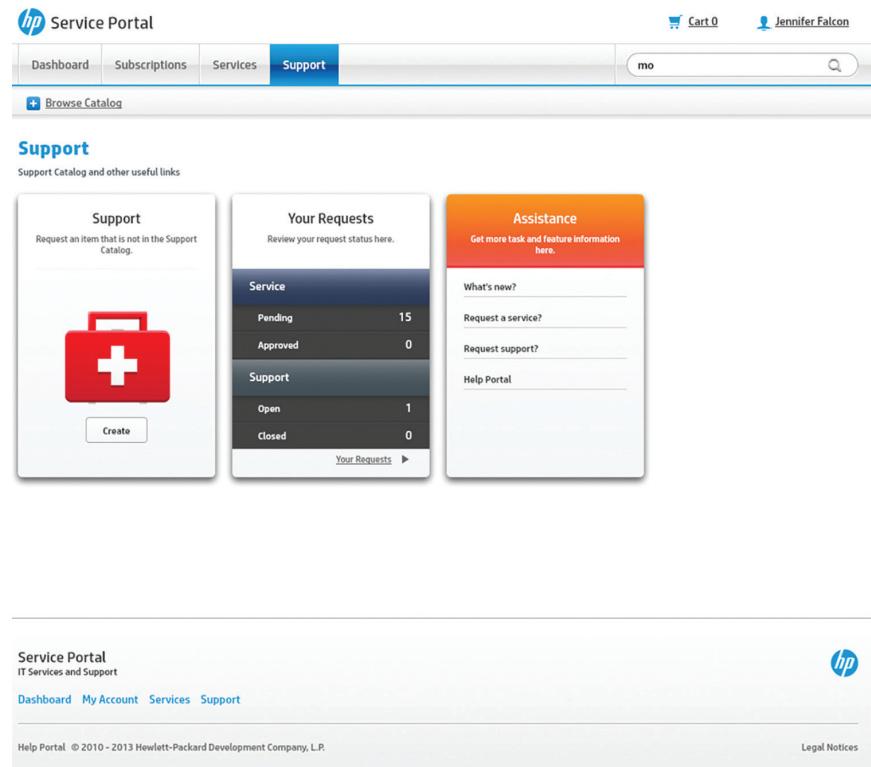 hp Service Portal
Cart 0
Jennifer Falcon
Dashboard Subscriptions Services Support
mo
Browse Catalog
Support
Support Catalog and other useful links
Support
Request an item that is not in the Support
Catalog.
Create
Your Requests
Review your request status here.
Service
Pending 15
Approved 0
Support
Open 1
Closed 0
Your Requests
Assistance
Get more task and feature information
here.
What's new?
Request a service?
Request support?
Help Portal
Service Portal
IT Services and Support
hp
Dashboard My Account Services Support
Help Portal © 2010 - 2013 Hewlett-Packard Development Company, L.P.
Legal Notices